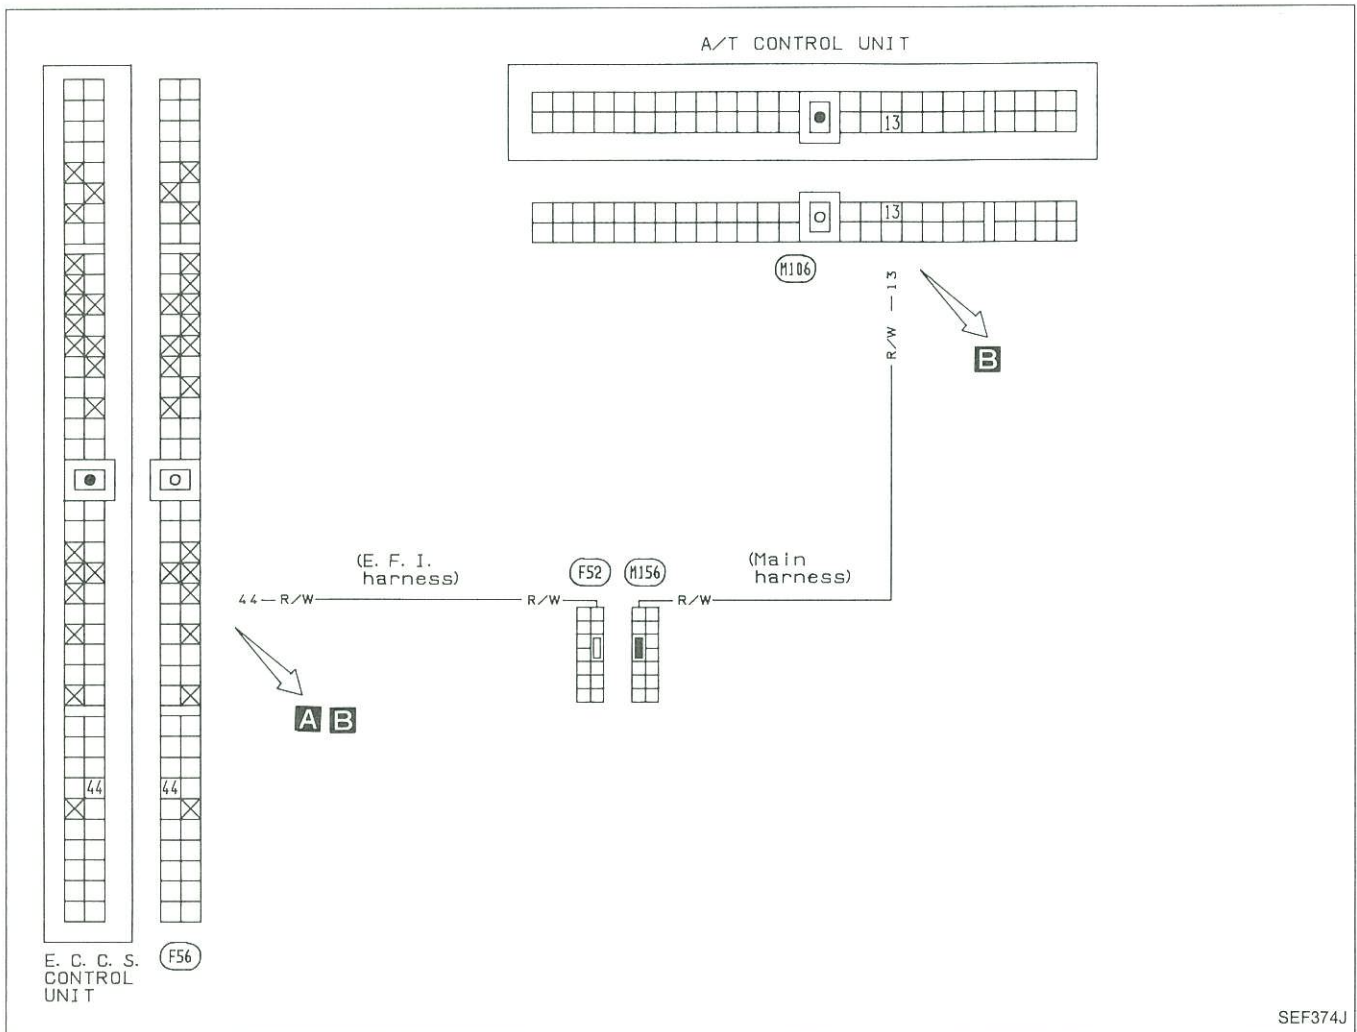 A/T CONTROL UNIT
13
13
M106
R/W — 13
B
(E. F. I.
harness)
F52
M156
(Main
harness)
44 — R/W
R/W
R/W
A B
44
44
E. C. C. S.
CONTROL
UNIT
F56
SEF374J